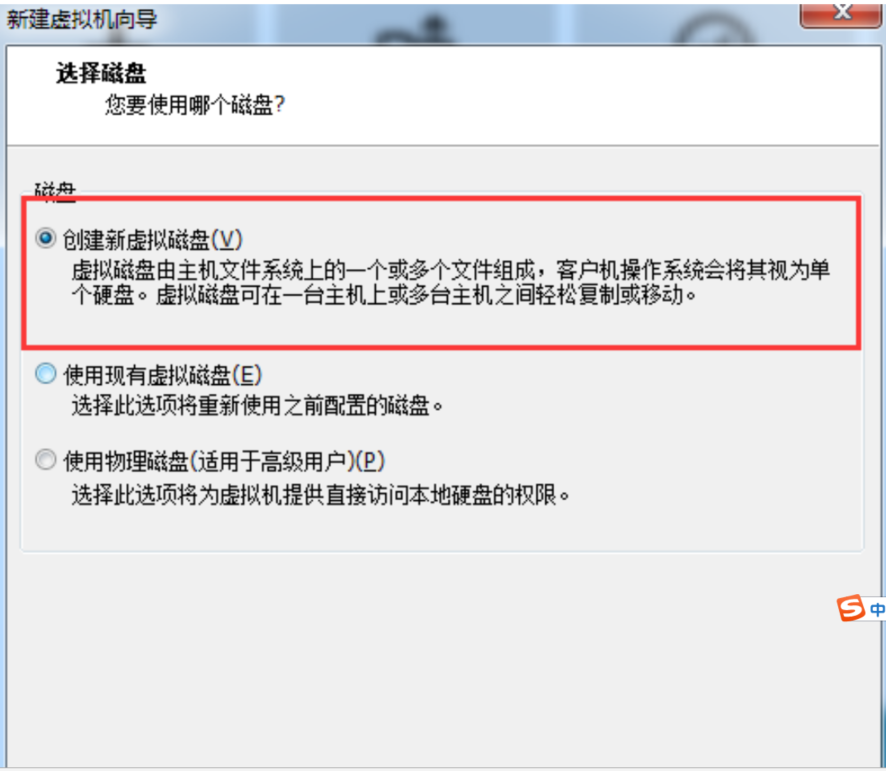 新建虚拟机向导
X
选择磁盘
您要使用哪个磁盘?
磁盘
创建新虚拟磁盘(V)
虚拟磁盘由主机文件系统上的一个或多个文件组成，客户机操作系统会将其视为单
个硬盘。虚拟磁盘可在一台主机上或多台主机之间轻松复制或移动。
使用现有虚拟磁盘(E)
选择此选项将重新使用之前配置的磁盘。
使用物理磁盘(适用于高级用户)(P)
选择此选项将为虚拟机提供直接访问本地硬盘的权限。
S 中